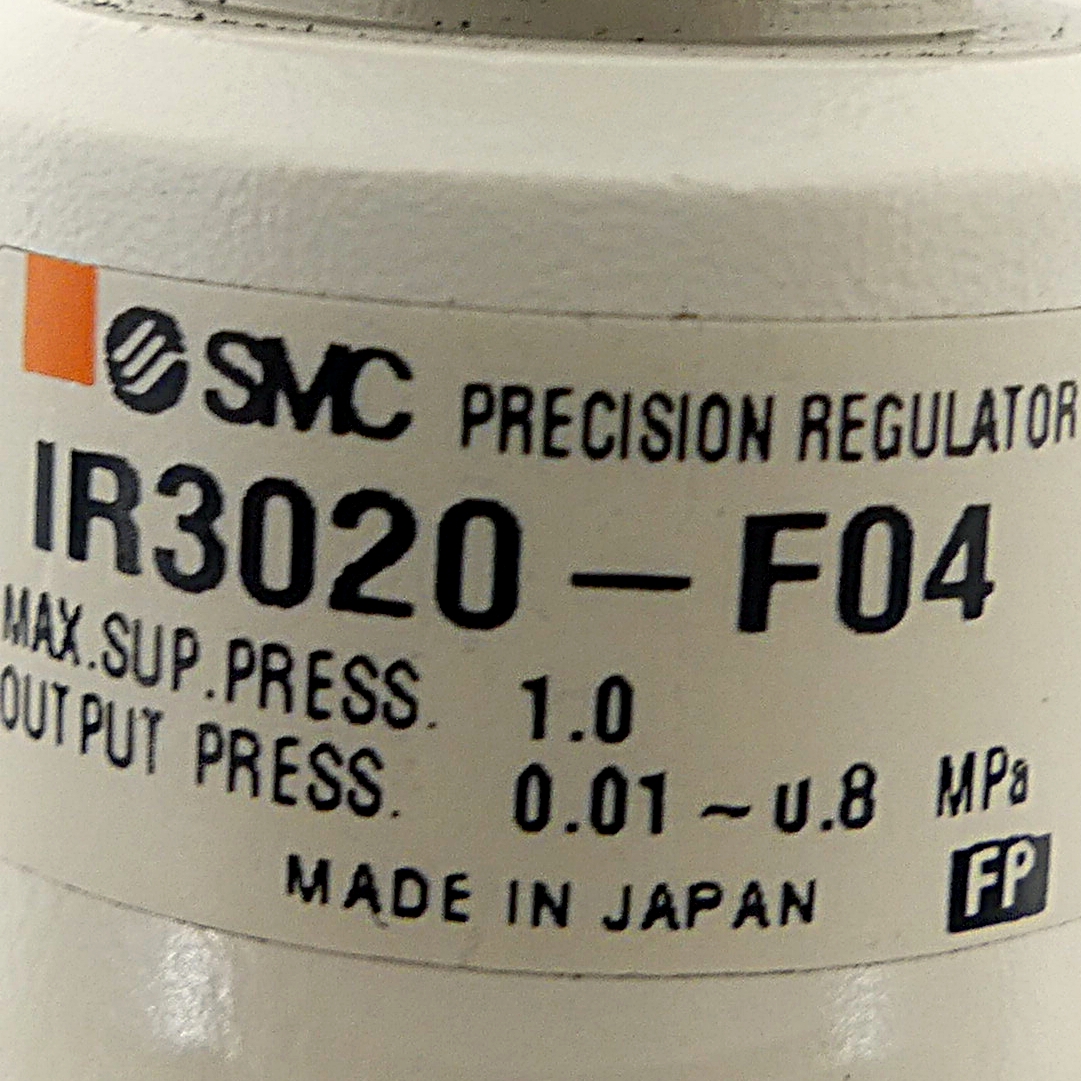 SMC PRECISION REGULATOR
IR3020-F04
MAX.SUP.PRESS. 1.0
OUTPUT PRESS. 0.01~0.8 MPa
MADE IN JAPAN FP